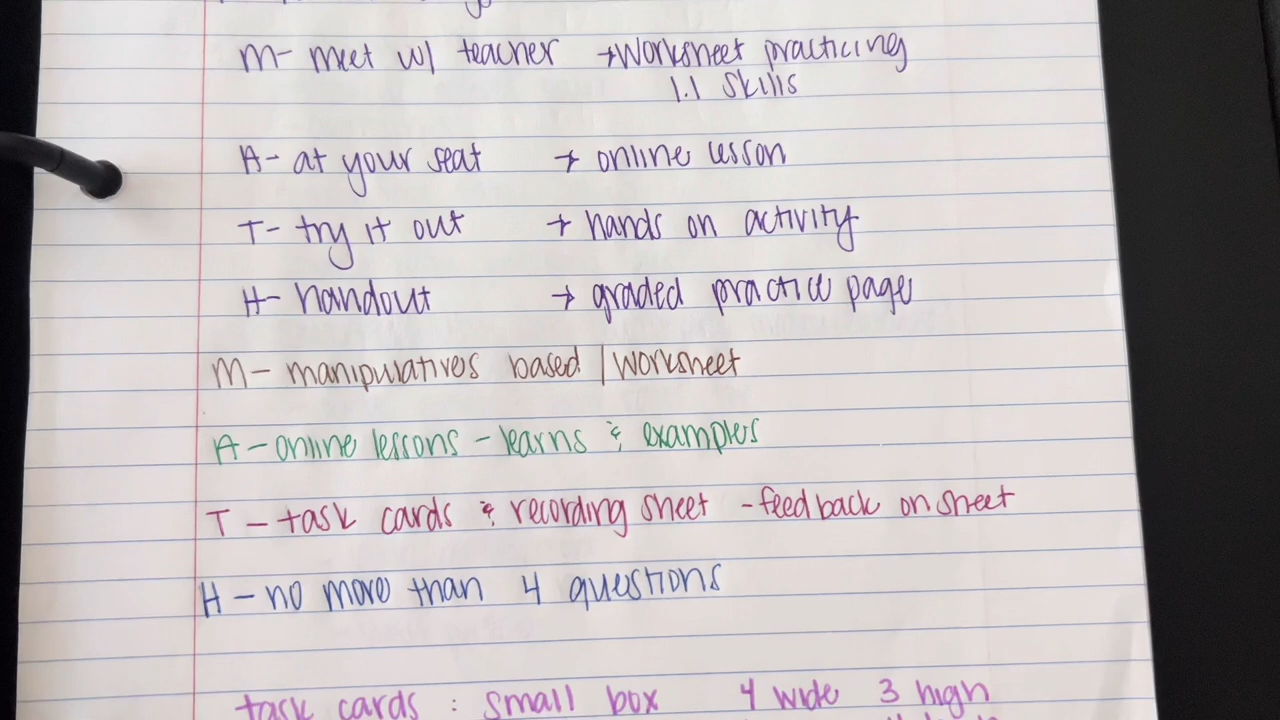 M- meet w/ teacher → Worksheet practicing
1.1 skills
A- at your seat → online lesson
T- try it out → hands on activity
H- handout → graded practice page
M- manipulatives based / Worksheet
A- online lessons - learns & examples
T- task cards & recording sheet - feedback on sheet
H- no more than 4 questions
task cards : small box 4 wide 3 high